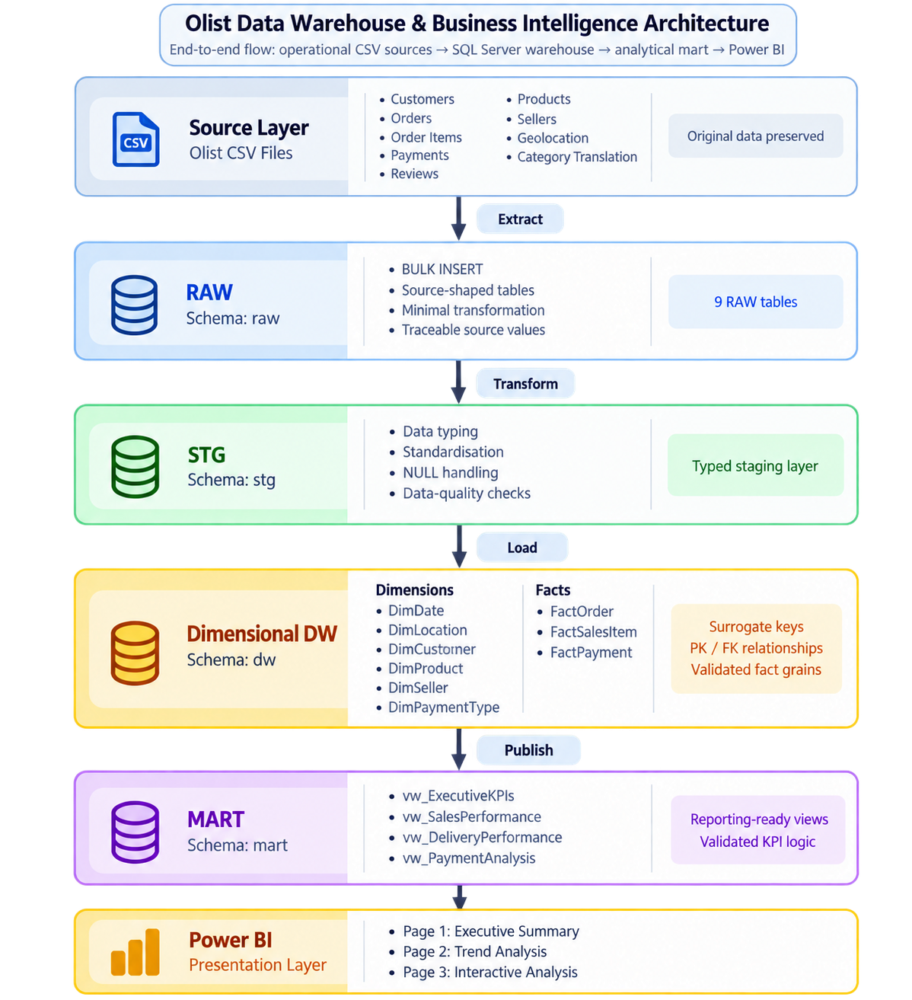 Olist Data Warehouse & Business Intelligence Architecture
End-to-end flow: operational CSV sources → SQL Server warehouse → analytical mart → Power BI
CSV
Source Layer
Olist CSV Files
• Customers
• Orders
• Order Items
• Payments
• Reviews
• Products
• Sellers
• Geolocation
• Category Translation
Original data preserved
Extract
RAW
Schema: raw
• BULK INSERT
• Source-shaped tables
• Minimal transformation
• Traceable source values
9 RAW tables
Transform
STG
Schema: stg
• Data typing
• Standardisation
• NULL handling
• Data-quality checks
Typed staging layer
Load
Dimensional DW
Schema: dw
Dimensions
• DimDate
• DimLocation
• DimCustomer
• DimProduct
• DimSeller
• DimPaymentType
Facts
• FactOrder
• FactSalesItem
• FactPayment
Surrogate keys
PK / FK relationships
Validated fact grains
Publish
MART
Schema: mart
• vw_ExecutiveKPIs
• vw_SalesPerformance
• vw_DeliveryPerformance
• vw_PaymentAnalysis
Reporting-ready views
Validated KPI logic
Power BI
Presentation Layer
• Page 1: Executive Summary
• Page 2: Trend Analysis
• Page 3: Interactive Analysis